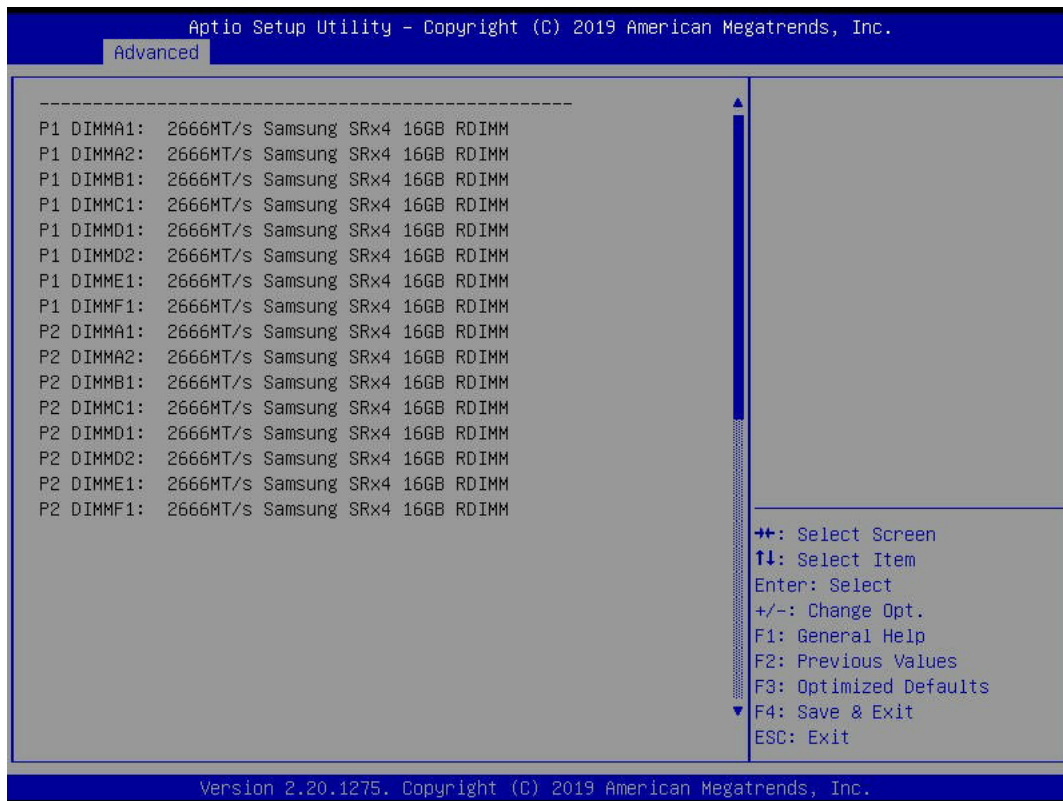 Aptio Setup Utility – Copyright (C) 2019 American Megatrends, Inc.
Advanced
--------------------------------------------------
P1 DIMMA1: 2666MT/s Samsung SRx4 16GB RDIMM
P1 DIMMA2: 2666MT/s Samsung SRx4 16GB RDIMM
P1 DIMMB1: 2666MT/s Samsung SRx4 16GB RDIMM
P1 DIMMC1: 2666MT/s Samsung SRx4 16GB RDIMM
P1 DIMMD1: 2666MT/s Samsung SRx4 16GB RDIMM
P1 DIMMD2: 2666MT/s Samsung SRx4 16GB RDIMM
P1 DIMME1: 2666MT/s Samsung SRx4 16GB RDIMM
P1 DIMMF1: 2666MT/s Samsung SRx4 16GB RDIMM
P2 DIMMA1: 2666MT/s Samsung SRx4 16GB RDIMM
P2 DIMMA2: 2666MT/s Samsung SRx4 16GB RDIMM
P2 DIMMB1: 2666MT/s Samsung SRx4 16GB RDIMM
P2 DIMMC1: 2666MT/s Samsung SRx4 16GB RDIMM
P2 DIMMD1: 2666MT/s Samsung SRx4 16GB RDIMM
P2 DIMMD2: 2666MT/s Samsung SRx4 16GB RDIMM
P2 DIMME1: 2666MT/s Samsung SRx4 16GB RDIMM
P2 DIMMF1: 2666MT/s Samsung SRx4 16GB RDIMM
→←: Select Screen
↑↓: Select Item
Enter: Select
+/-: Change Opt.
F1: General Help
F2: Previous Values
F3: Optimized Defaults
F4: Save & Exit
ESC: Exit
Version 2.20.1275. Copyright (C) 2019 American Megatrends, Inc.